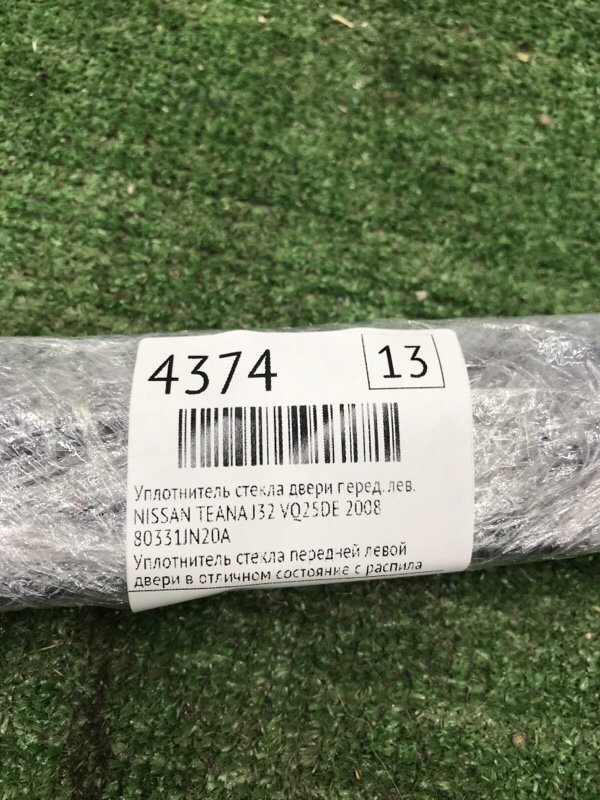 4374
13
Уплотнитель стекла двери перед.лев.
NISSAN TEANA J32 VQ25DE 2008
80331JN20A
Уплотнитель стекла передней левой
двери в отличном состояние с распила